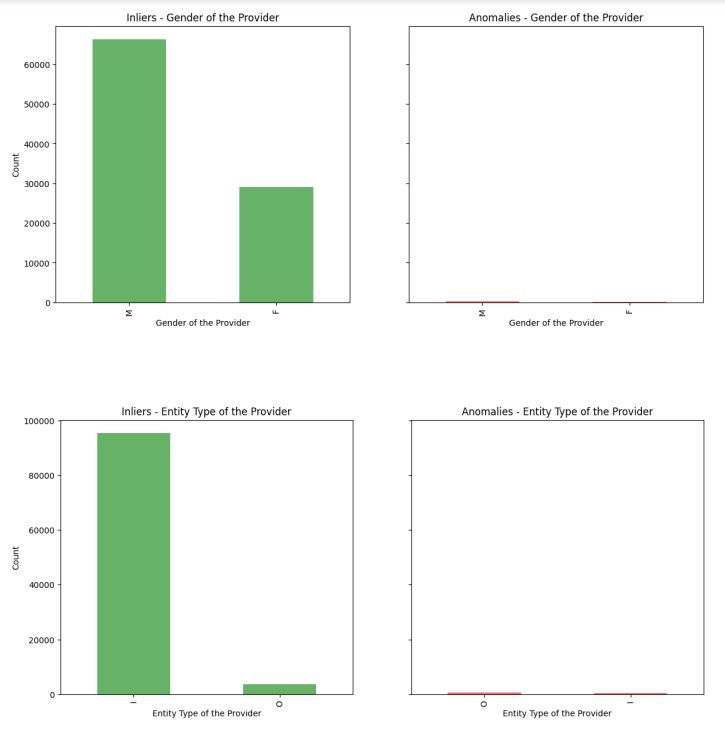 Inliers - Gender of the Provider
Anomalies - Gender of the Provider
60000
50000
40000
30000
20000
10000
0
Count
M
F
M
F
Gender of the Provider
Gender of the Provider
Inliers - Entity Type of the Provider
Anomalies - Entity Type of the Provider
100000
80000
60000
40000
20000
0
Count
I
O
O
I
Entity Type of the Provider
Entity Type of the Provider